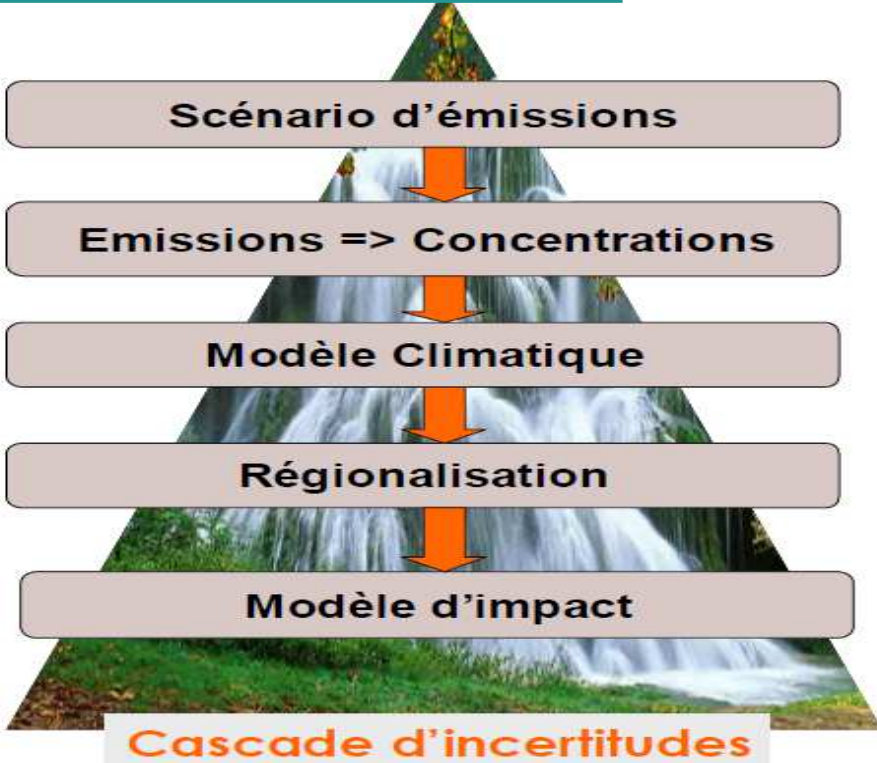 Scénario d'émissions
Emissions => Concentrations
Modèle Climatique
Régionalisation
Modèle d'impact
Cascade d'incertitudes